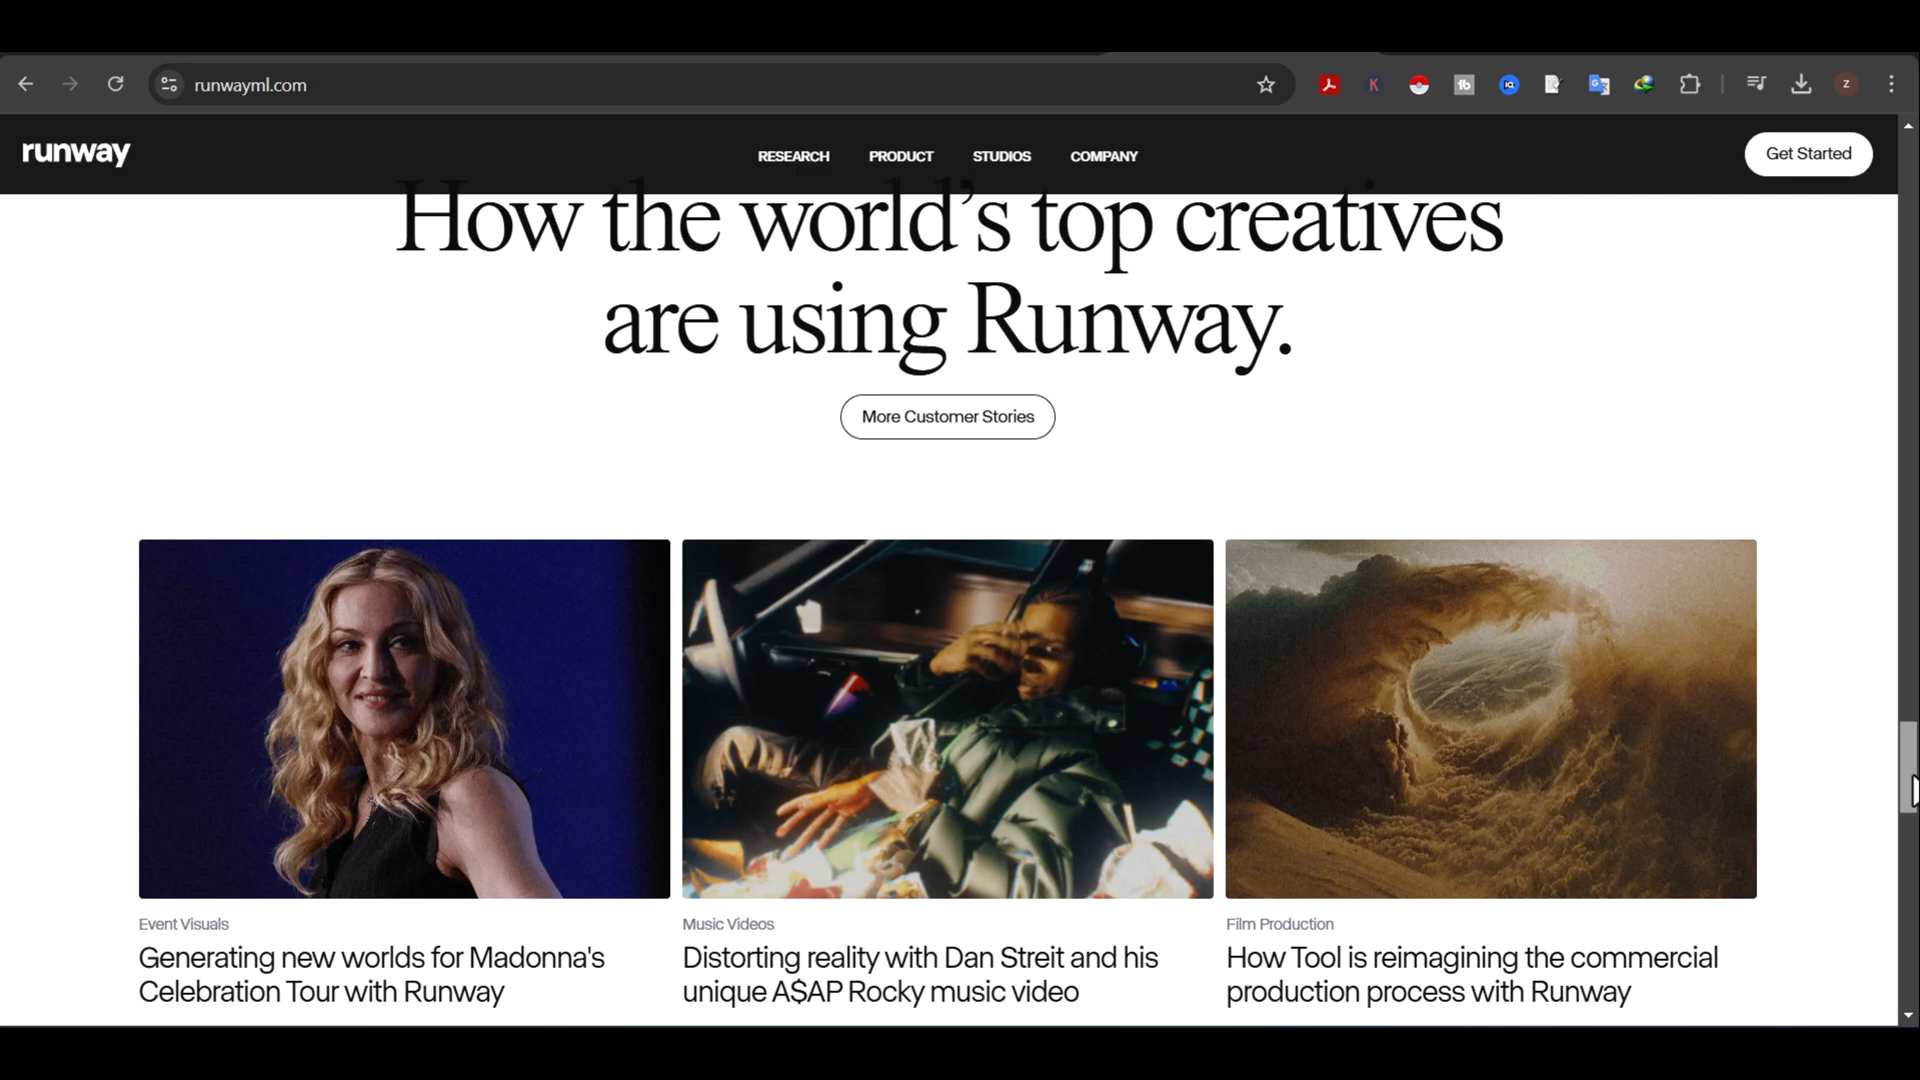 runwayml.com
K
tb
IQ
G
Z
runway
RESEARCH PRODUCT STUDIOS COMPANY
Get Started
How the world’s top creatives
are using Runway.
More Customer Stories
Event Visuals
Generating new worlds for Madonna's
Celebration Tour with Runway
Music Videos
Distorting reality with Dan Streit and his
unique A$AP Rocky music video
Film Production
How Tool is reimagining the commercial
production process with Runway